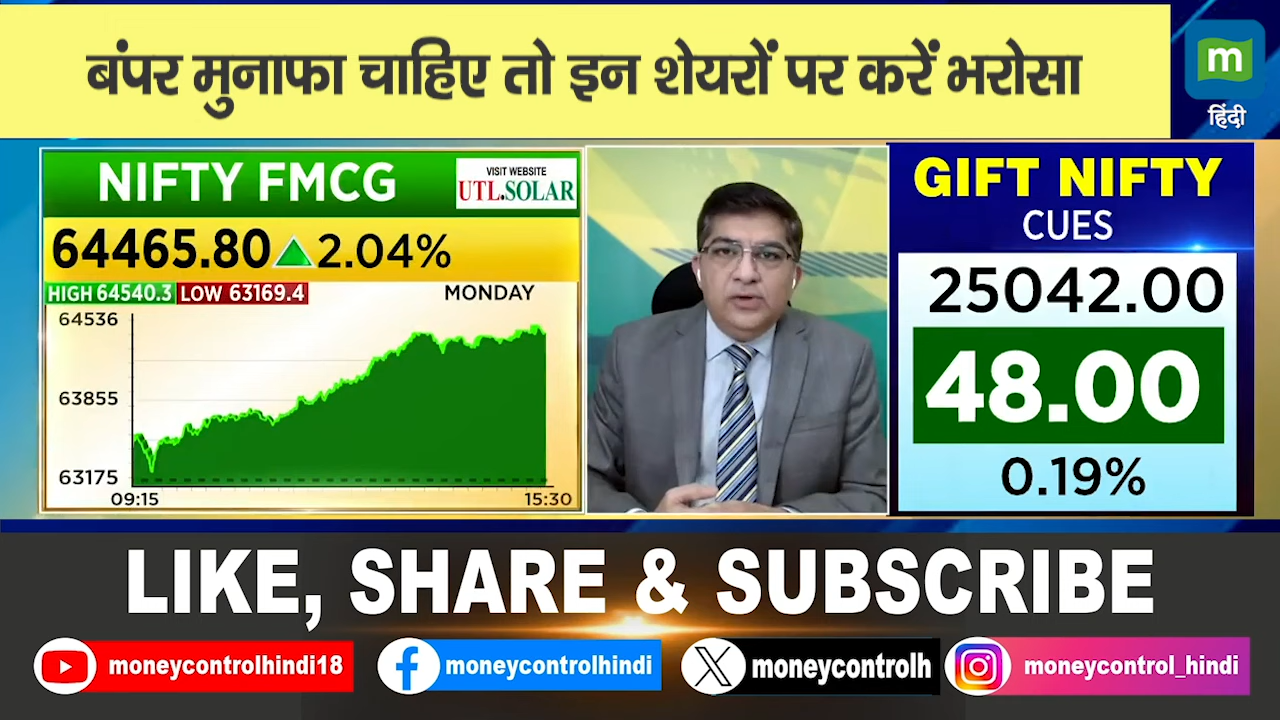 बंपर मुनाफा चाहिए तो इन शेयरों पर करें भरोसा
m
हिंदी
NIFTY FMCG
VISIT WEBSITE
UTL.SOLAR
64465.80 2.04%
HIGH 64540.3 LOW 63169.4
MONDAY
64536
63855
63175
09:15 15:30
GIFT NIFTY
CUES
25042.00
48.00
0.19%
LIKE, SHARE & SUBSCRIBE
moneycontrolhindi18 moneycontrolhindi moneycontrolh moneycontrol_hindi